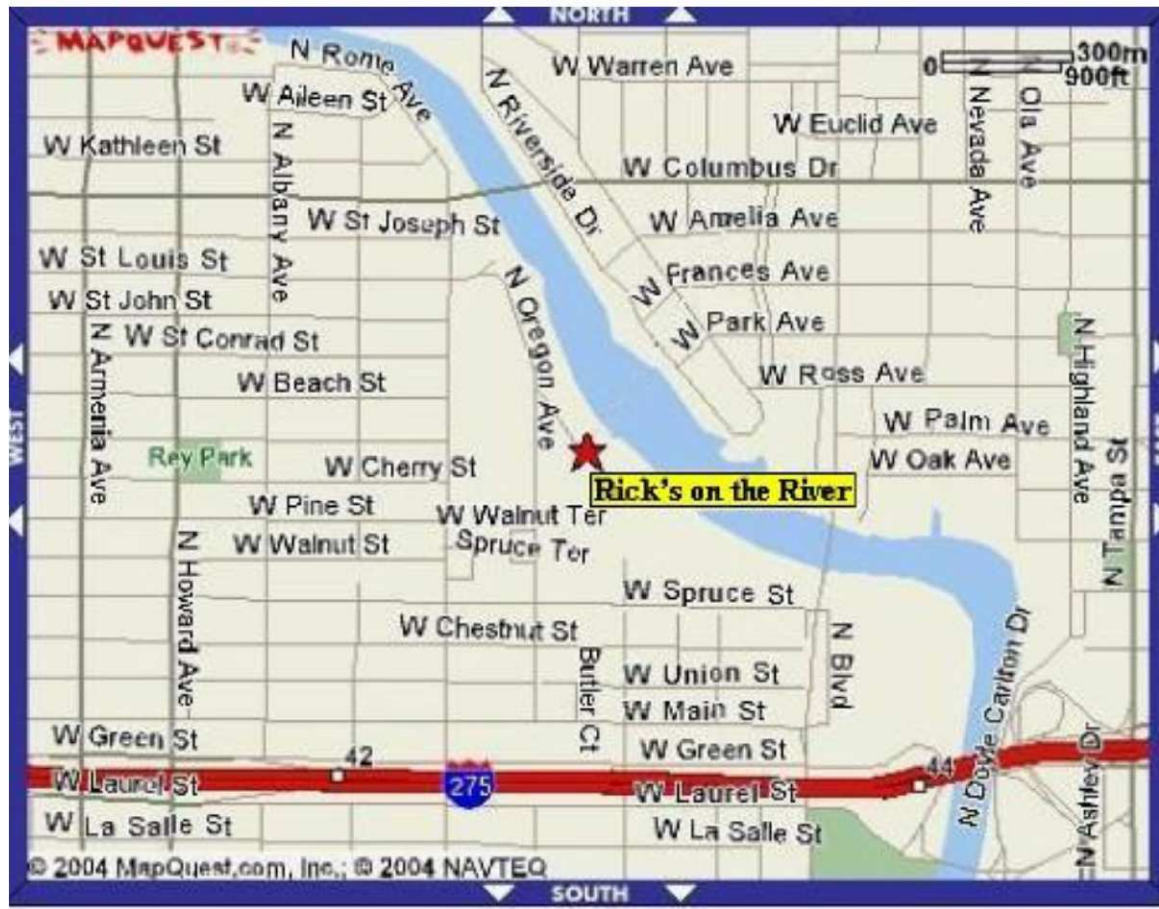 NORTH
MAPQUEST
300m
0
900ft
N Rome Ave
W Warren Ave
W Aileen St
N Riverside Dr
N Nevada Ave
N Ola Ave
W Euclid Ave
W Kathleen St
N Albany Ave
W Columbus Dr
W St Joseph St
W Amelia Ave
W St Louis St
W Frances Ave
W St John St
N Oregon Ave
W Park Ave
W St Conrad St
N Armenia Ave
N Highland Ave
W Beach St
W Ross Ave
WEST
W Palm Ave
Rey Park
W Cherry St
W Oak Ave
N Tampa St
Rick's on the River
W Pine St
W Walnut Ter
W Walnut St
Spruce Ter
N Howard Ave
W Spruce St
W Chestnut St
N Blvd
Butler Ct
W Union St
W Main St
N Doyle Carlton Dr
W Green St
W Green St
42
44
275
W Laurel St
W Laurel St
N Ashley Dr
W La Salle St
W La Salle St
© 2004 MapQuest.com, Inc.; © 2004 NAVTEQ
SOUTH